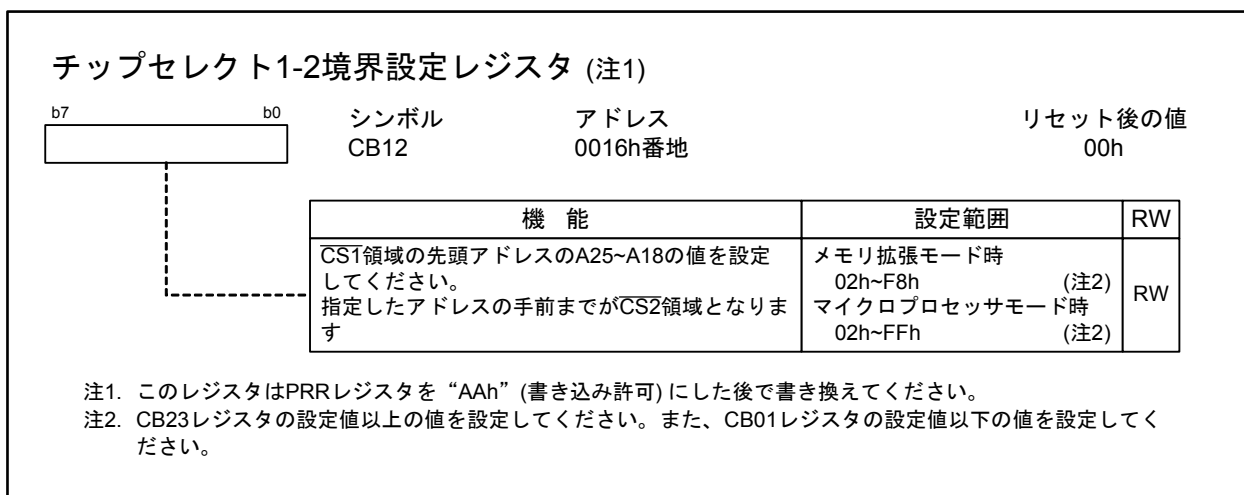 チップセレクト1-2境界設定レジスタ (注1)
b7 b0
シンボル アドレス リセット後の値
CB12 0016h番地 00h
機 能 設定範囲 RW
CS1領域の先頭アドレスのA25~A18の値を設定
してください。
指定したアドレスの手前までがCS2領域となりま
す
メモリ拡張モード時
02h~F8h (注2)
マイクロプロセッサモード時
02h~FFh (注2)
RW
注1. このレジスタはPRRレジスタを“AAh” (書き込み許可) にした後で書き換えてください。
注2. CB23レジスタの設定値以上の値を設定してください。また、CB01レジスタの設定値以下の値を設定してく
ださい。